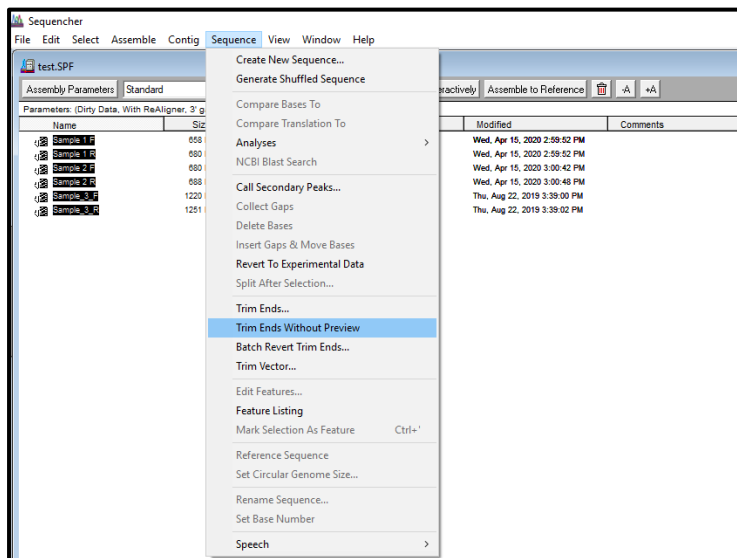 Sequencher
File Edit Select Assemble Contig Sequence View Window Help
test.SPF
Assembly Parameters Standard eractively Assemble to Reference -A +A
Parameters: (Dirty Data, With ReAligner, 3' g
Name Siz Modified Comments
Sample 1 F 658 Wed, Apr 15, 2020 2:59:52 PM
Sample 1 R 680 Wed, Apr 15, 2020 2:59:52 PM
Sample 2 F 680 Wed, Apr 15, 2020 3:00:42 PM
Sample 2 R 688 Wed, Apr 15, 2020 3:00:48 PM
Sample_3_F 1220 Thu, Aug 22, 2019 3:39:00 PM
Sample_3_R 1251 Thu, Aug 22, 2019 3:39:02 PM
Create New Sequence...
Generate Shuffled Sequence
Compare Bases To
Compare Translation To
Analyses
NCBI Blast Search
Call Secondary Peaks...
Collect Gaps
Delete Bases
Insert Gaps & Move Bases
Revert To Experimental Data
Split After Selection...
Trim Ends...
Trim Ends Without Preview
Batch Revert Trim Ends...
Trim Vector...
Edit Features...
Feature Listing
Mark Selection As Feature Ctrl+'
Reference Sequence
Set Circular Genome Size...
Rename Sequence...
Set Base Number
Speech